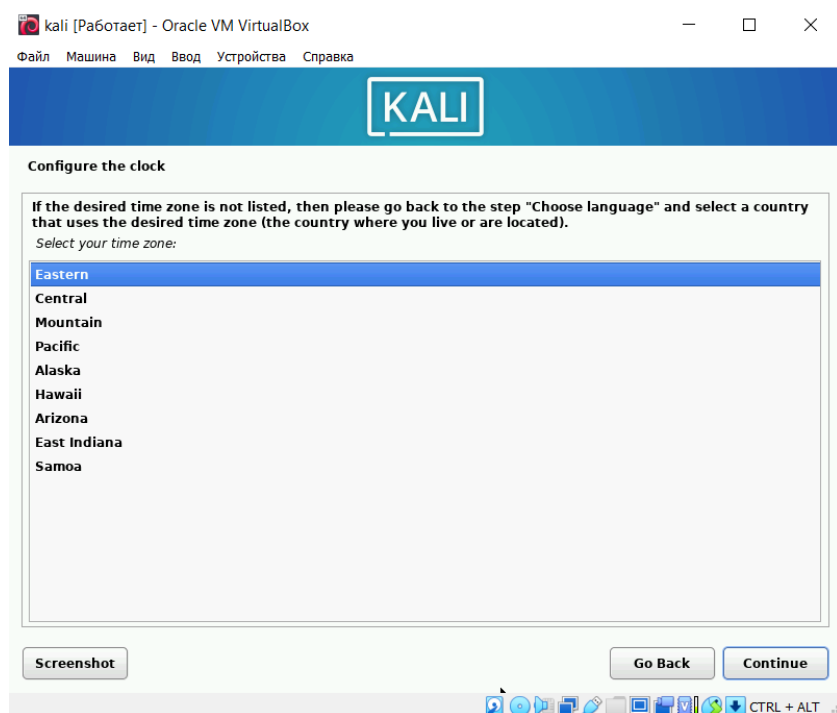 kali [Работает] - Oracle VM VirtualBox
Файл Машина Вид Ввод Устройства Справка
KALI
Configure the clock
If the desired time zone is not listed, then please go back to the step "Choose language" and select a country
that uses the desired time zone (the country where you live or are located).
Select your time zone:
Eastern
Central
Mountain
Pacific
Alaska
Hawaii
Arizona
East Indiana
Samoa
Screenshot Go Back Continue
CTRL + ALT